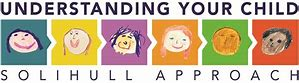 UNDERSTANDING YOUR CHILD
SOLIHULL APPROACH